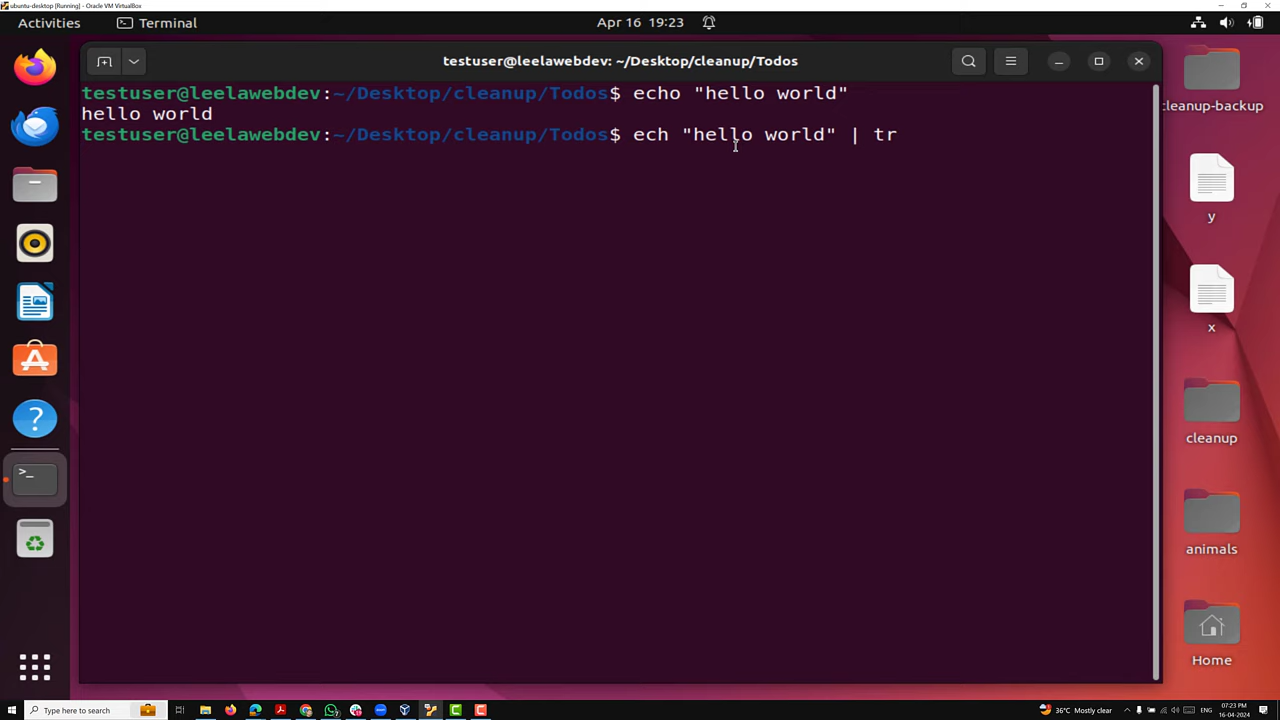 ubuntu-desktop [Running] - Oracle VM VirtualBox
Activities
Terminal
Apr 16 19:23
testuser@leelawebdev: ~/Desktop/cleanup/Todos
testuser@leelawebdev:~/Desktop/cleanup/Todos$ echo "hello world"
hello world
testuser@leelawebdev:~/Desktop/cleanup/Todos$ ech "hello world" | tr
cleanup-backup
y
x
cleanup
animals
Home
Type here to search
36°C Mostly clear
ENG
07:23 PM
16-04-2024